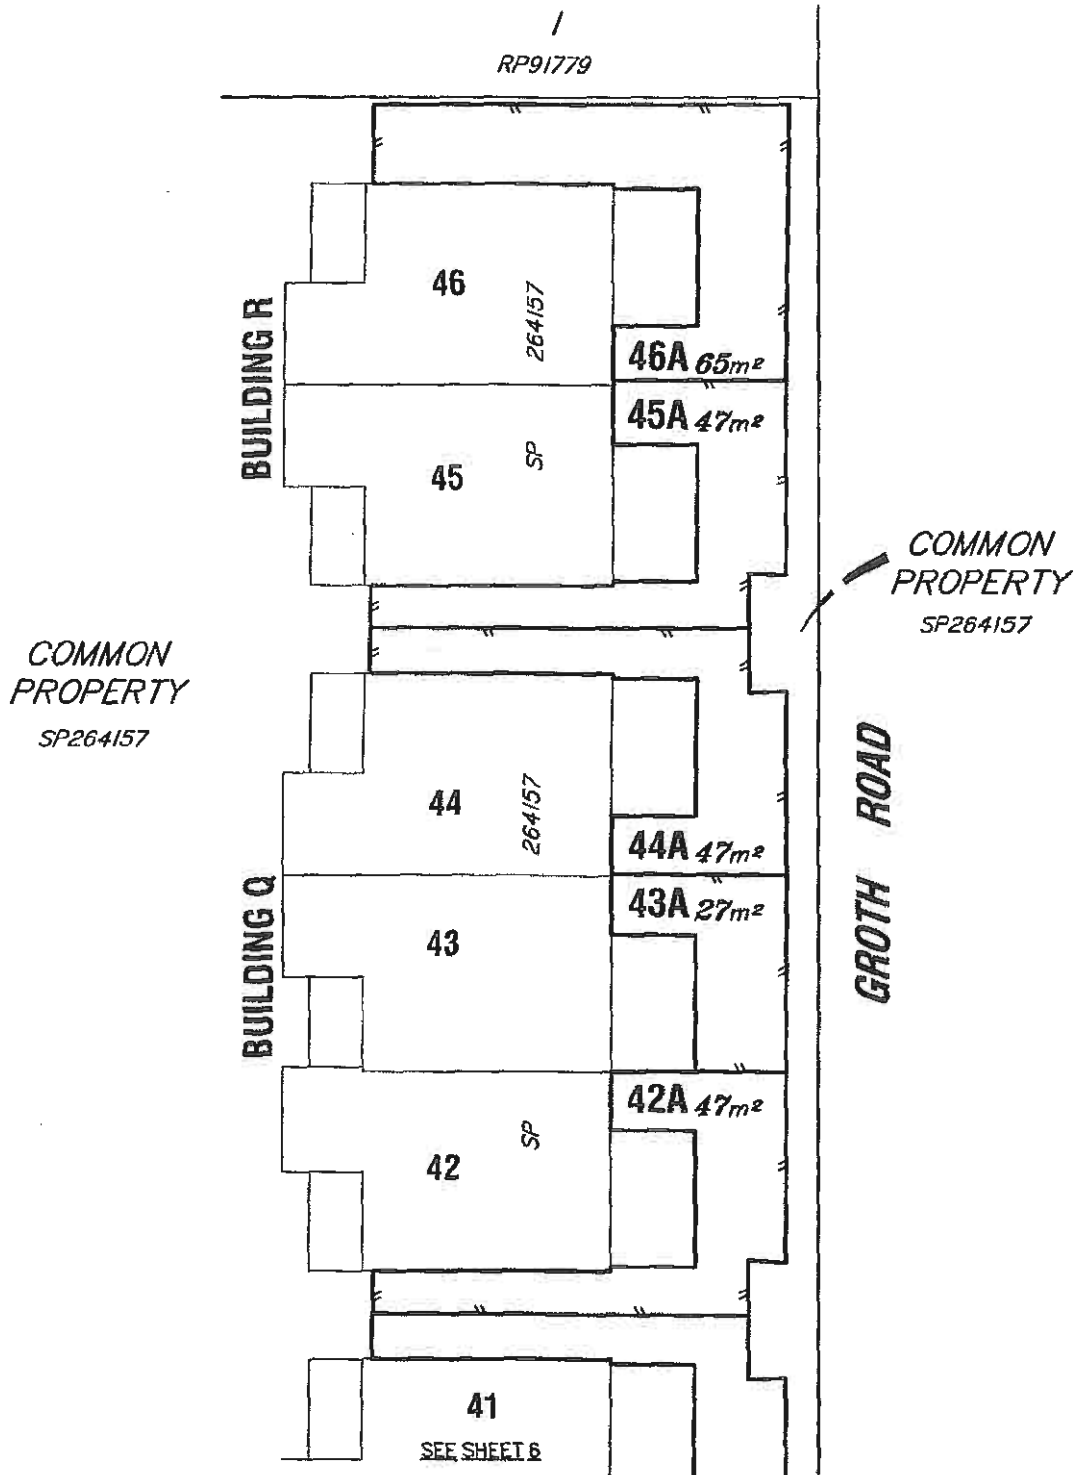 1
RP91779
46
264157
BUILDING R
46A 65m²
45A 47m²
SP
45
COMMON
PROPERTY
SP264157
COMMON
PROPERTY
SP264157
44
264157
44A 47m²
GROTH ROAD
43A 27m²
BUILDING Q
43
42A 47m²
SP
42
41
SEE SHEET 6